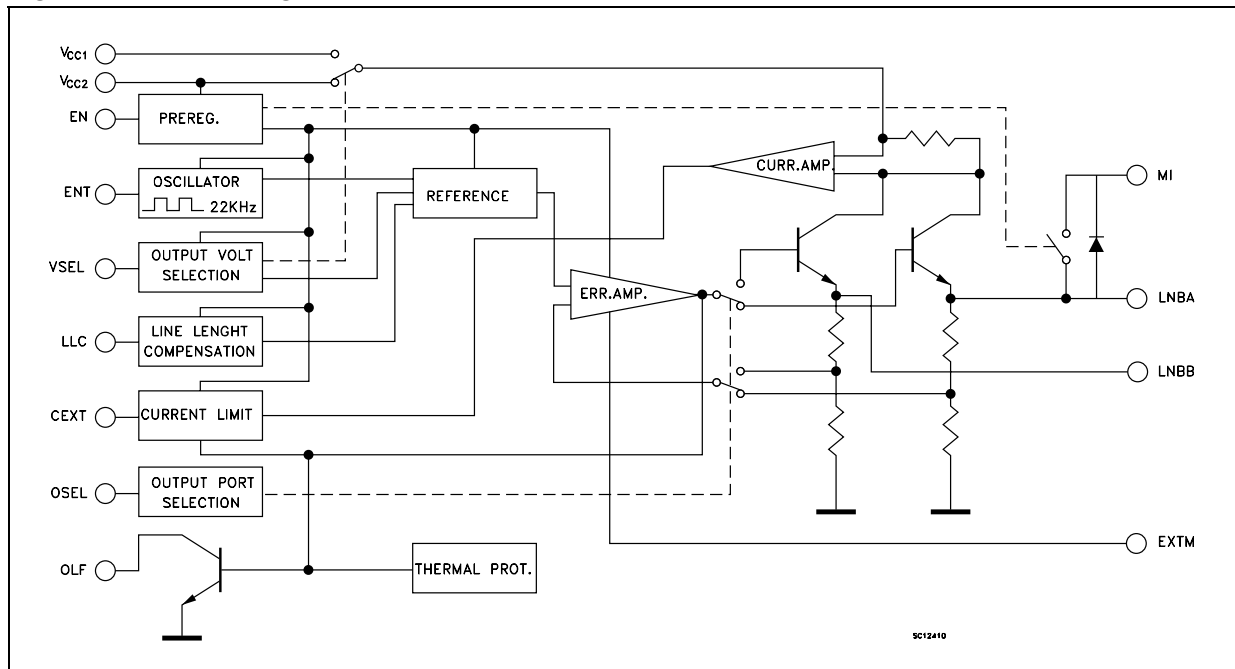 VCC1
VCC2
EN
PREREG.
ENT
OSCILLATOR
22KHz
REFERENCE
CURR.AMP.
MI
VSEL
OUTPUT VOLT
SELECTION
ERR.AMP.
LNBA
LLC
LINE LENGHT
COMPENSATION
LNBB
CEXT
CURRENT LIMIT
OSEL
OUTPUT PORT
SELECTION
OLF
THERMAL PROT.
EXTM
SC12410